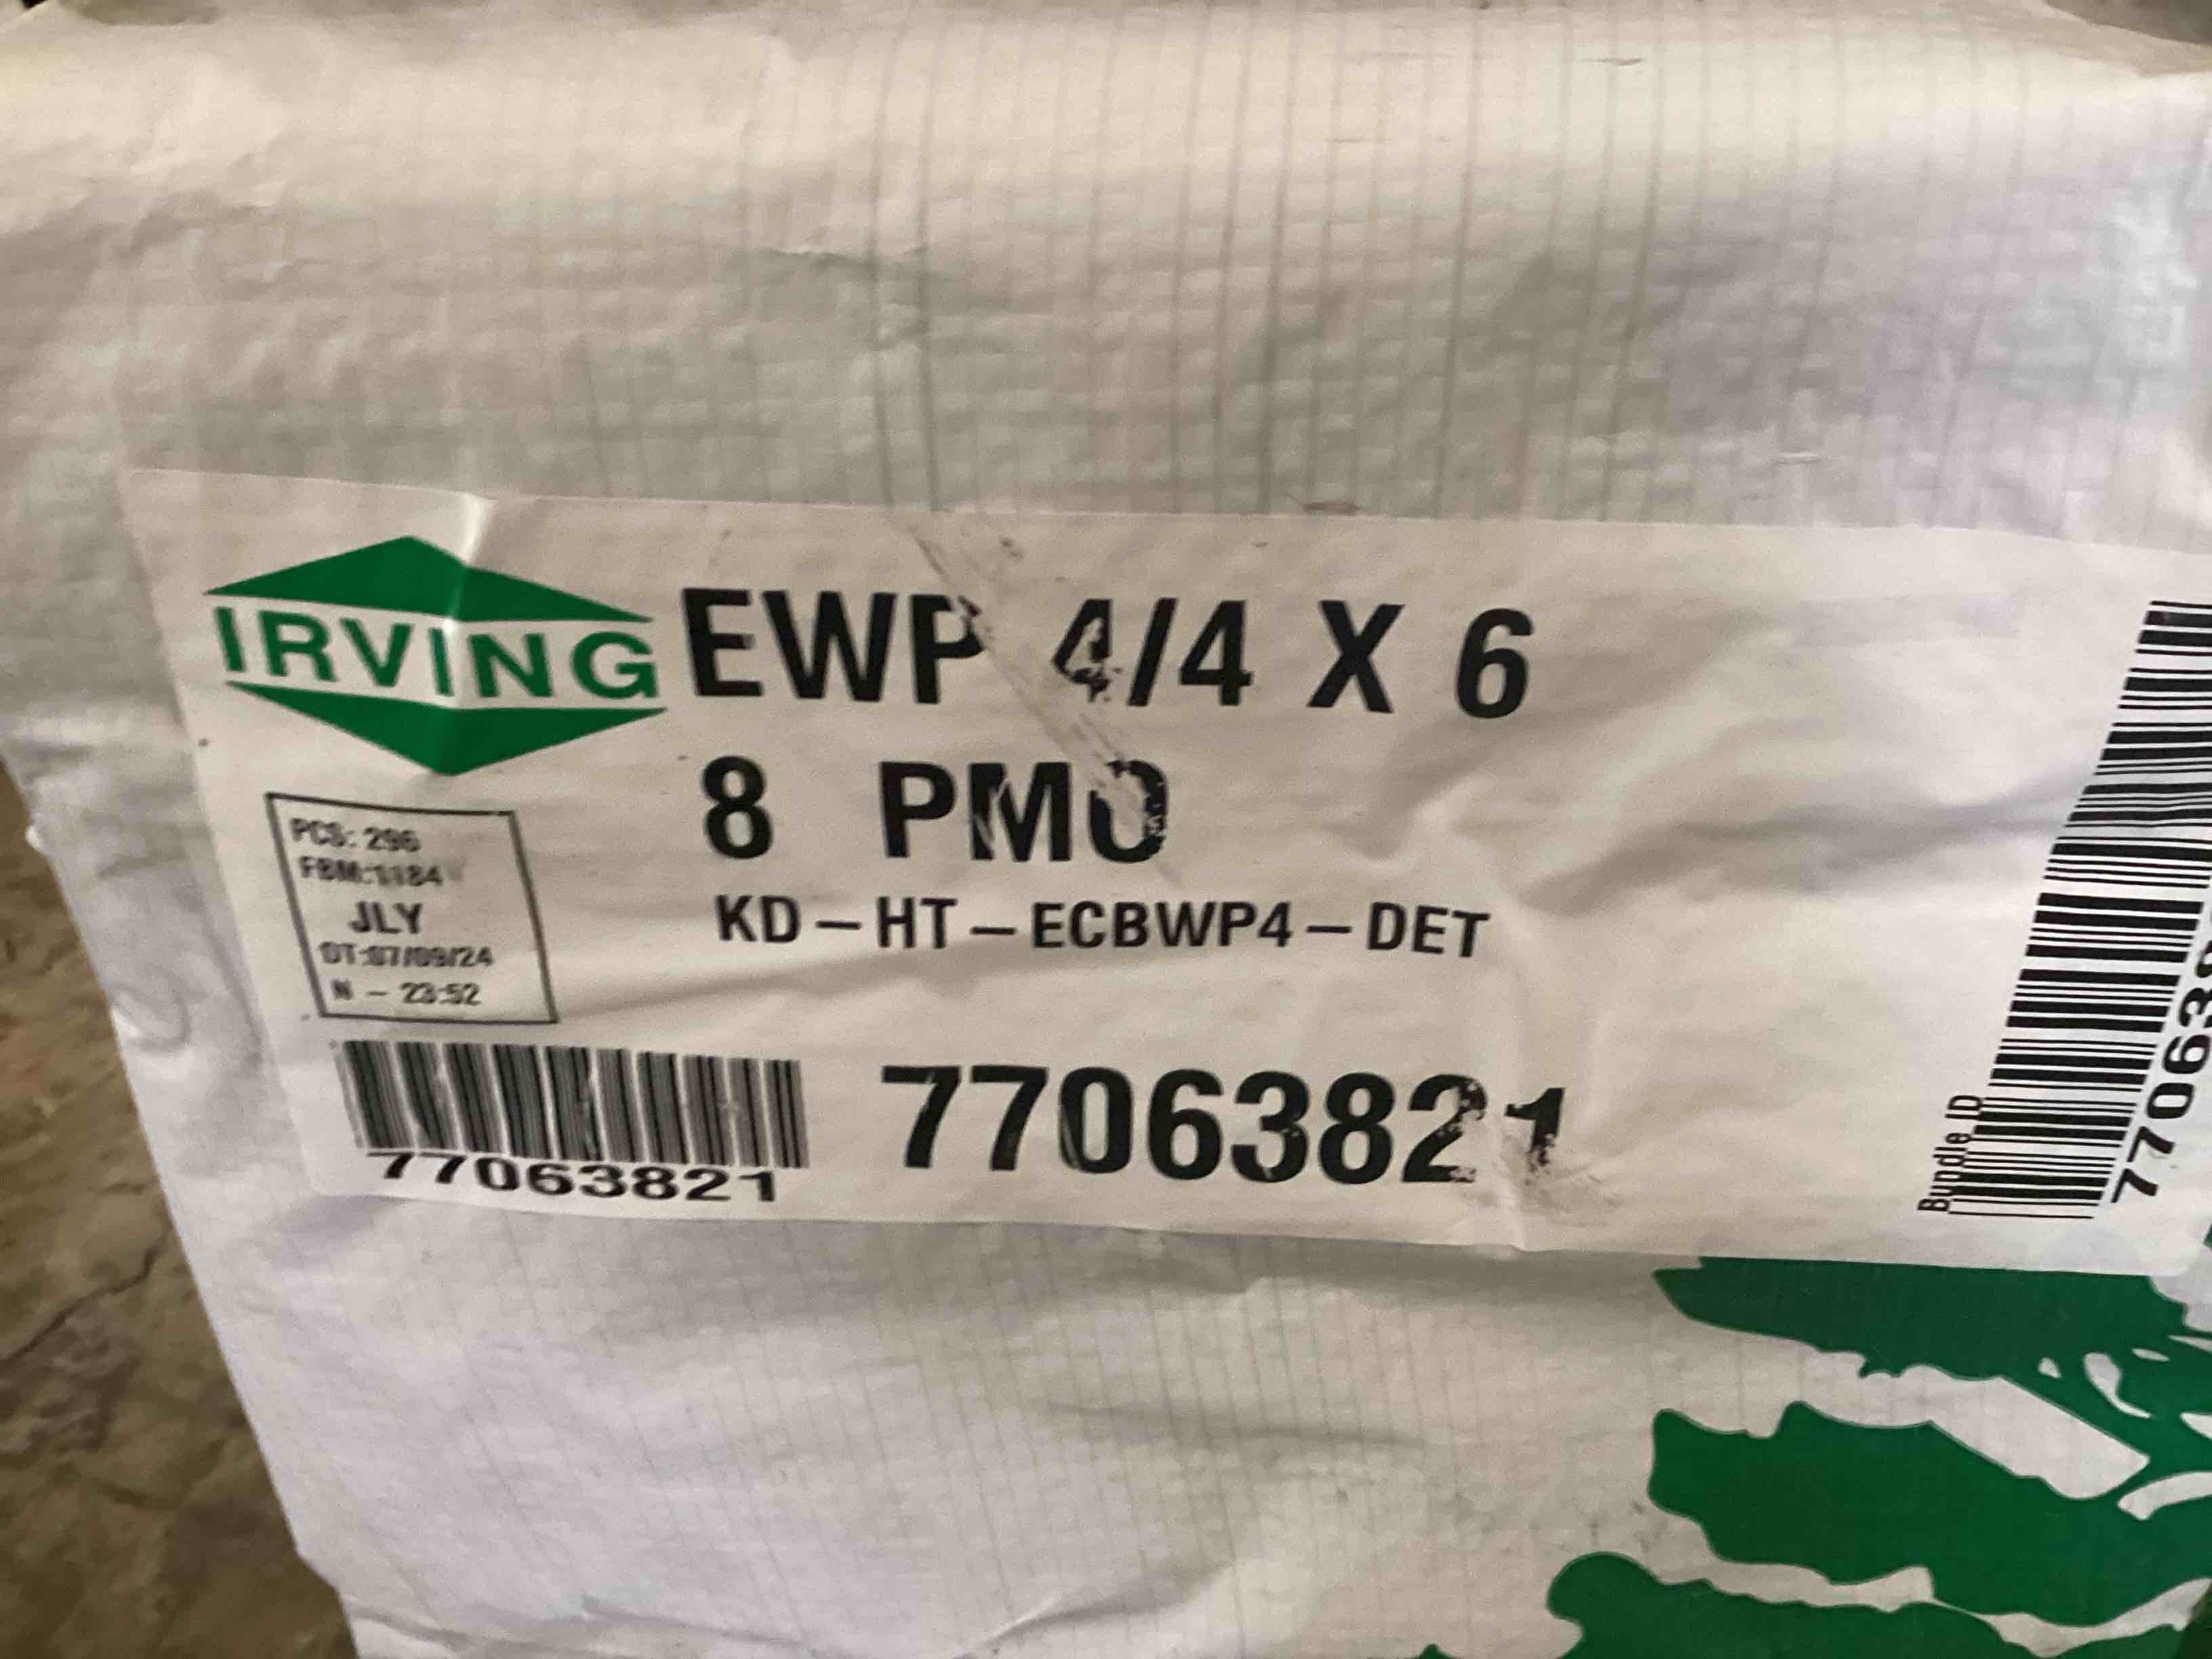 IRVING
EWP 4/4 X 6
8 PMO
PCS: 296
FBM:1184
JLY
DT:07/09/24
N - 23:52
KD-HT-ECBWP4-DET
77063821
77063821
Bundle ID